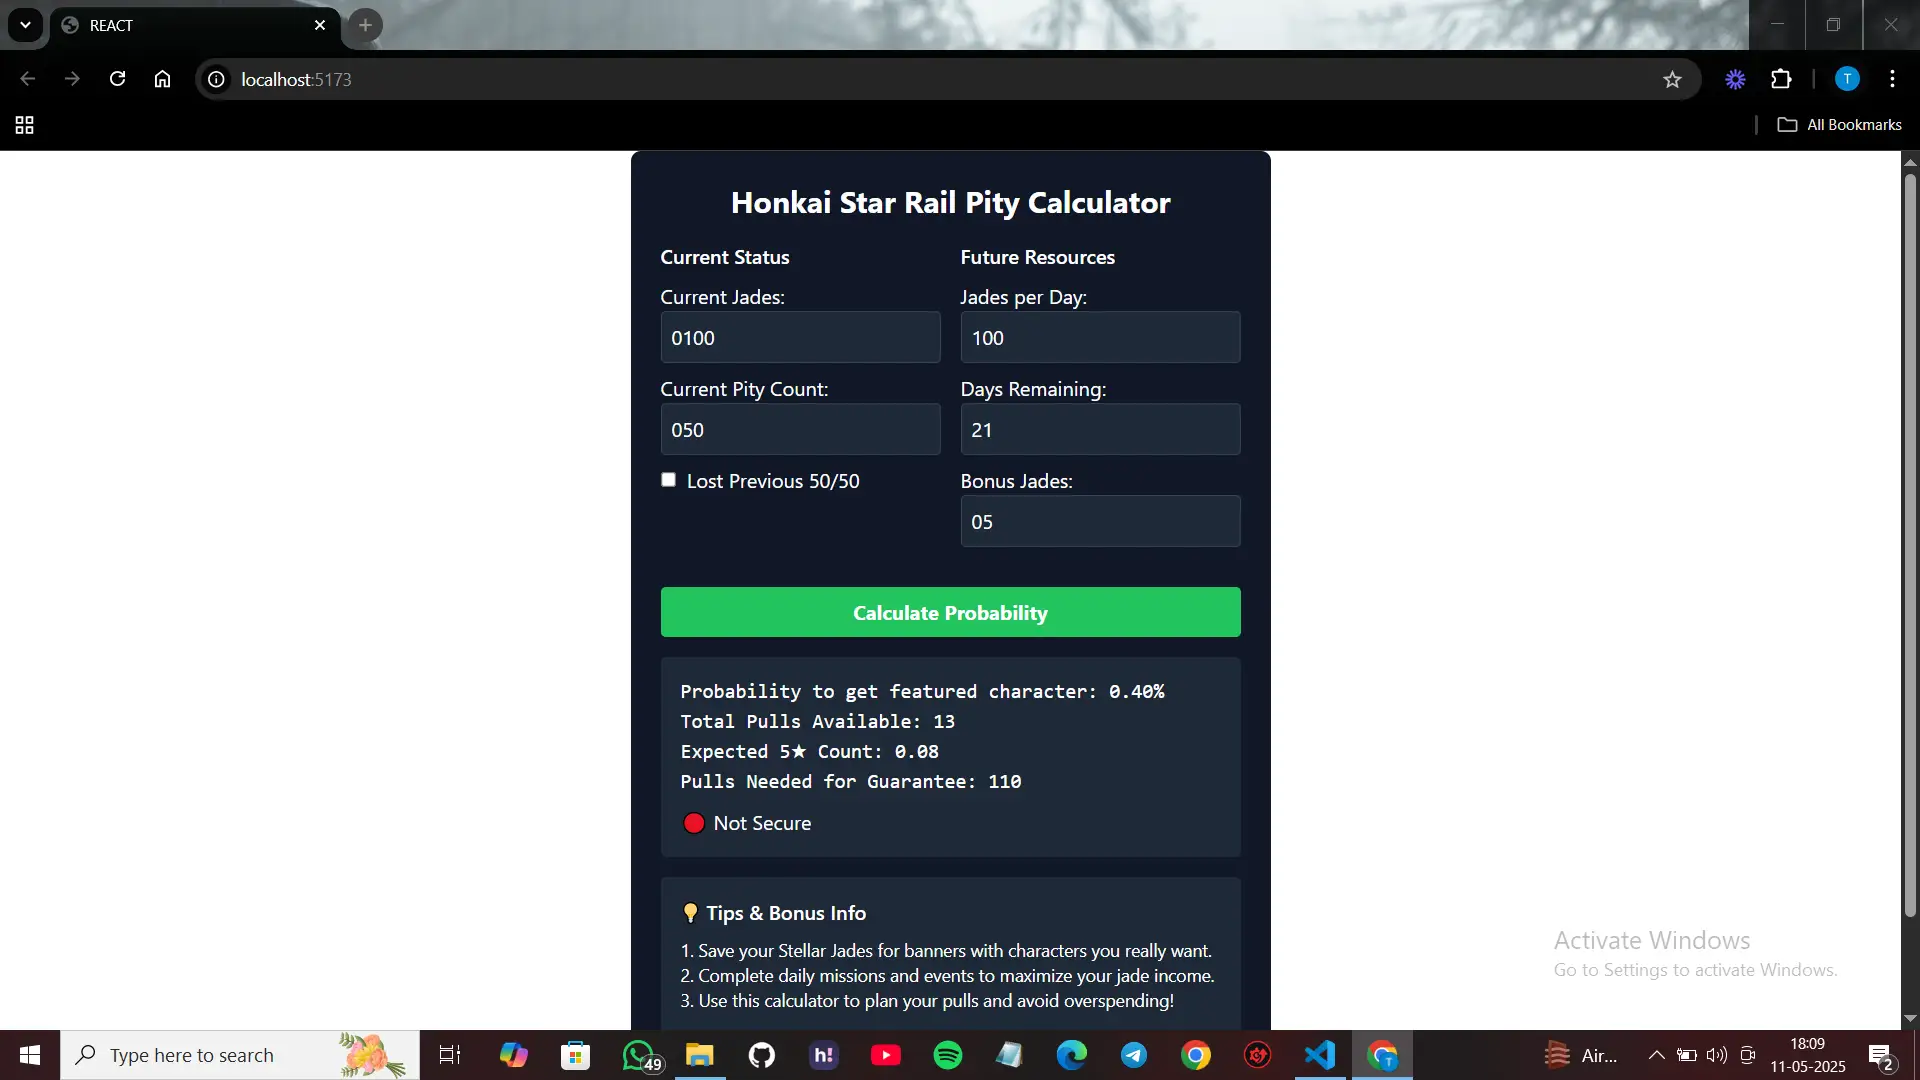 REACT
localhost:5173
T
All Bookmarks
Honkai Star Rail Pity Calculator
Current Status
Future Resources
Current Jades:
Jades per Day:
0100
100
Current Pity Count:
Days Remaining:
050
21
Lost Previous 50/50
Bonus Jades:
05
Calculate Probability
Probability to get featured character: 0.40%
Total Pulls Available: 13
Expected 5★ Count: 0.08
Pulls Needed for Guarantee: 110
Not Secure
Tips & Bonus Info
1. Save your Stellar Jades for banners with characters you really want.
2. Complete daily missions and events to maximize your jade income.
3. Use this calculator to plan your pulls and avoid overspending!
Activate Windows
Go to Settings to activate Windows.
Type here to search
49
h!
T
Air...
18:09
11-05-2025
2